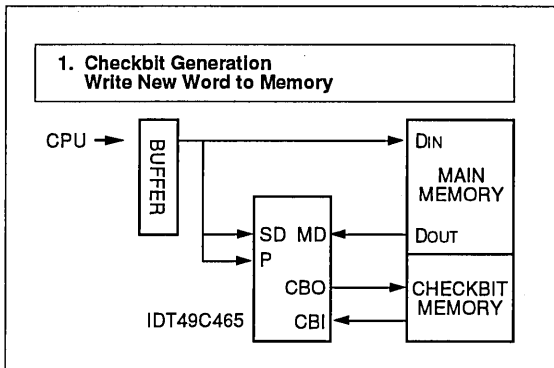 1. Checkbit Generation
Write New Word to Memory
CPU
BUFFER
DIN
MAIN
MEMORY
SD MD
DOUT
P
CBO
CHECKBIT
MEMORY
IDT49C465
CBI